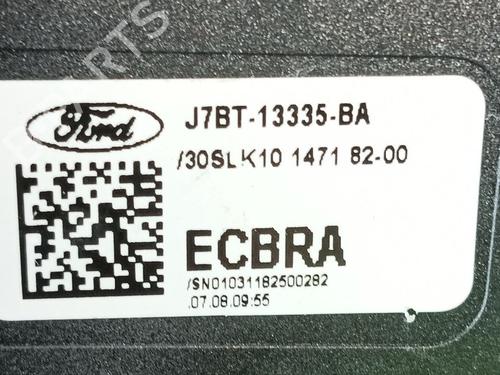 Ford
J7BT-13335-BA
/30SLK10 1471 82-00
ECBRA
/SN01031182500282
.07.08.09:55